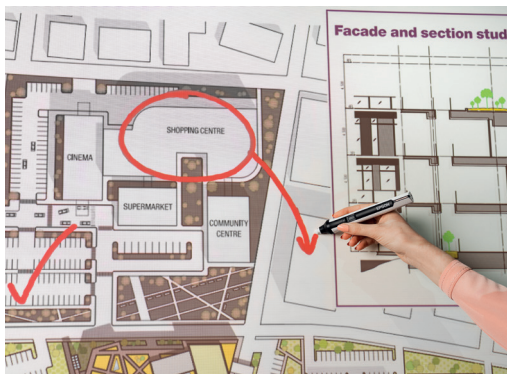 Facade and section stud
SHOPPING CENTRE
CINEMA
SUPERMARKET
COMMUNITY
CENTRE